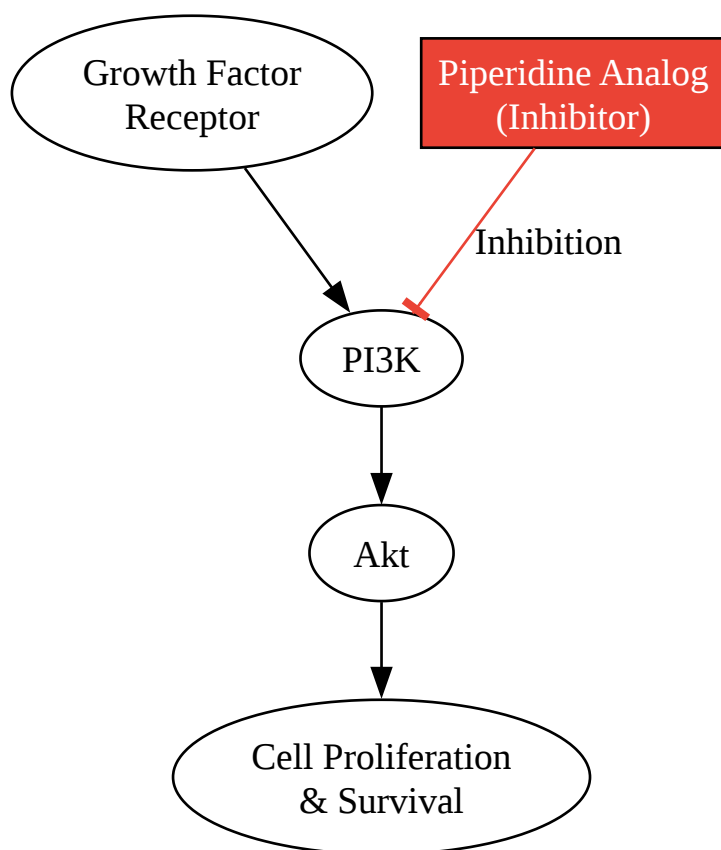 Growth Factor
Receptor
Piperidine Analog
(Inhibitor)
Inhibition
PI3K
Akt
Cell Proliferation
& Survival